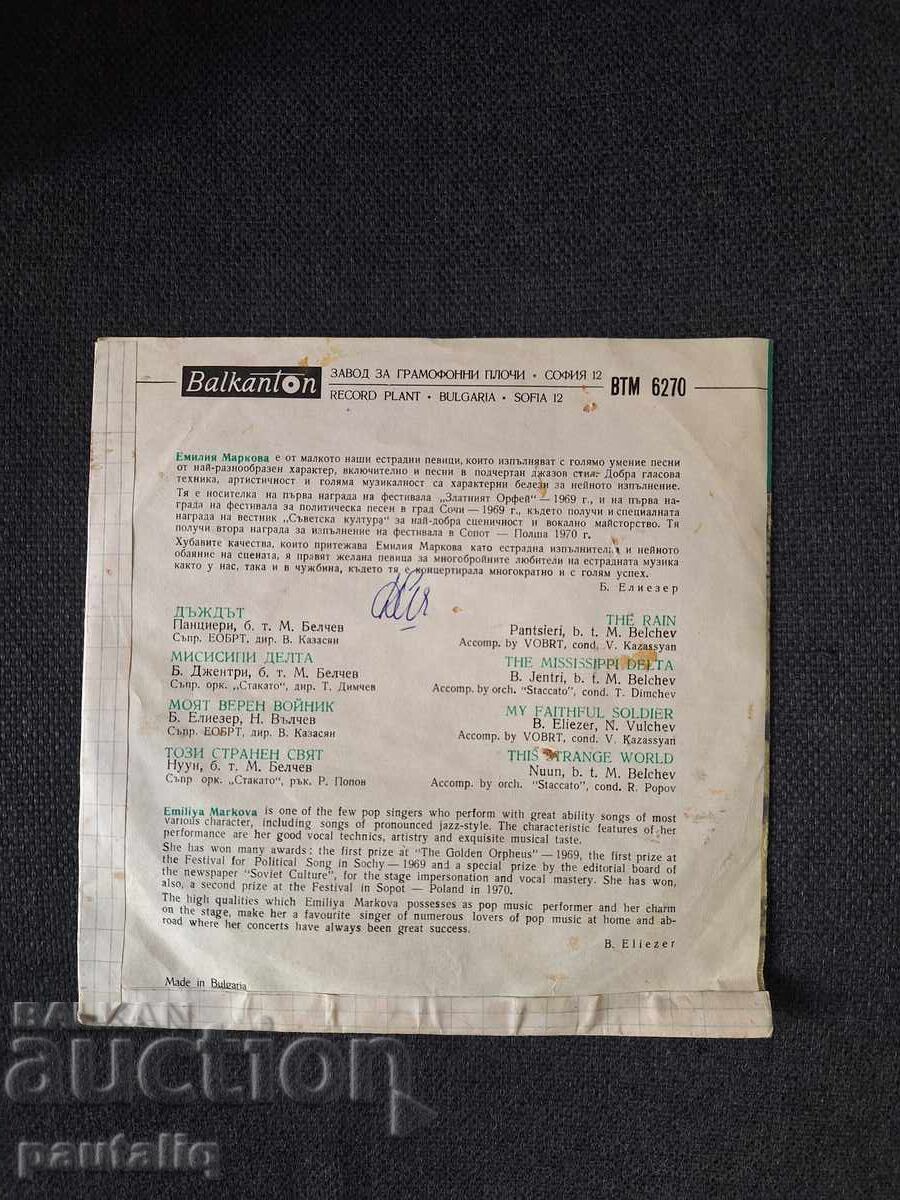 Balkanton
ЗАВОД ЗА ГРАМОФОННИ ПЛОЧИ • СОФИЯ 12
RECORD PLANT • BULGARIA • SOFIA 12
ВТМ 6270
Емилия Маркова е от малкото наши естрадни певици, които изпълняват с голямо умение песни
от най-разнообразен характер, включително и песни в подчертан джазов стил. Добра гласова
техника, артистичност и голяма музикалност са характерни белези за нейното изпълнение.
Тя е носителка на първа награда на фестивала „Златният Орфей" — 1969 г., и на първа на-
града на фестивала за политическа песен в град Сочи — 1969 г., където получи и специалната
награда на вестник „Съветска култура" за най-добра сценичност и вокално майсторство. Тя
получи втора награда за изпълнение на фестивала в Сопот — Полша 1970 г.
Хубавите качества, които притежава Емилия Маркова като естрадна изпълнителка и нейното
обаяние на сцената, я правят желана певица за многобройните любители на естрадната музика
както у нас, така и в чужбина, където тя е концертирала многократно и с голям успех.
Б. Елиезер
ДЪЖДЪТ
Панциери, б. т. М. Белчев
Съпр. ЕОБРТ, дир. В. Казасян
МИСИСИПИ ДЕЛТА
Б. Джентри, б. т. М. Белчев
Съпр. орк. „Стакато", дир. Т. Димчев
МОЯТ ВЕРЕН ВОЙНИК
Б. Елиезер, Н. Вълчев
Съпр. ЕОБРТ, дир. В. Казасян
ТОЗИ СТРАНЕН СВЯТ
Нуун, б. т. М. Белчев
Съпр орк. „Стакато", рък. Р. Попов
THE RAIN
Pantsieri, b. t. M. Belchev
Accomp. by VOBRT, cond. V. Kazassyan
THE MISSISSIPPI DELTA
B. Jentri, b. t. M. Belchev
Accomp. by orch. "Staccato", cond. T. Dimchev
MY FAITHFUL SOLDIER
B. Eliezer, N. Vulchev
Accomp. by VOBRT, cond. V. Kazassyan
THIS STRANGE WORLD
Nuun, b. t. M. Belchev
Accomp. by orch. "Staccato", cond. R. Popov
Emiliya Markova is one of the few pop singers who perform with great ability songs of most
various character, including songs of pronounced jazz-style. The characteristic features of her
performance are her good vocal technics, artistry and exquisite musical taste.
She has won many awards : the first prize at "The Golden Orpheus" — 1969, the first prize at
the Festival for Political Song in Sochy — 1969 and a special prize by the editorial board of
the newspaper "Soviet Culture", for the stage impersonation and vocal mastery. She has won,
also, a second prize at the Festival in Sopot — Poland in 1970.
The high qualities which Emiliya Markova possesses as pop music performer and her charm
on the stage, make her a favourite singer of numerous lovers of pop music at home and ab-
road where her concerts have always been great success.
B. Eliezer
Made in Bulgaria
BALKAN
auction
pautaliq